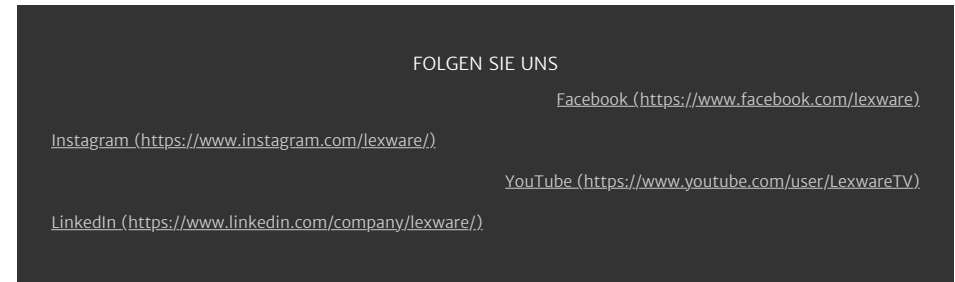 FOLGEN SIE UNS
Facebook (https://www.facebook.com/lexware)
Instagram (https://www.instagram.com/lexware/)
YouTube (https://www.youtube.com/user/LexwareTV)
LinkedIn (https://www.linkedin.com/company/lexware/)